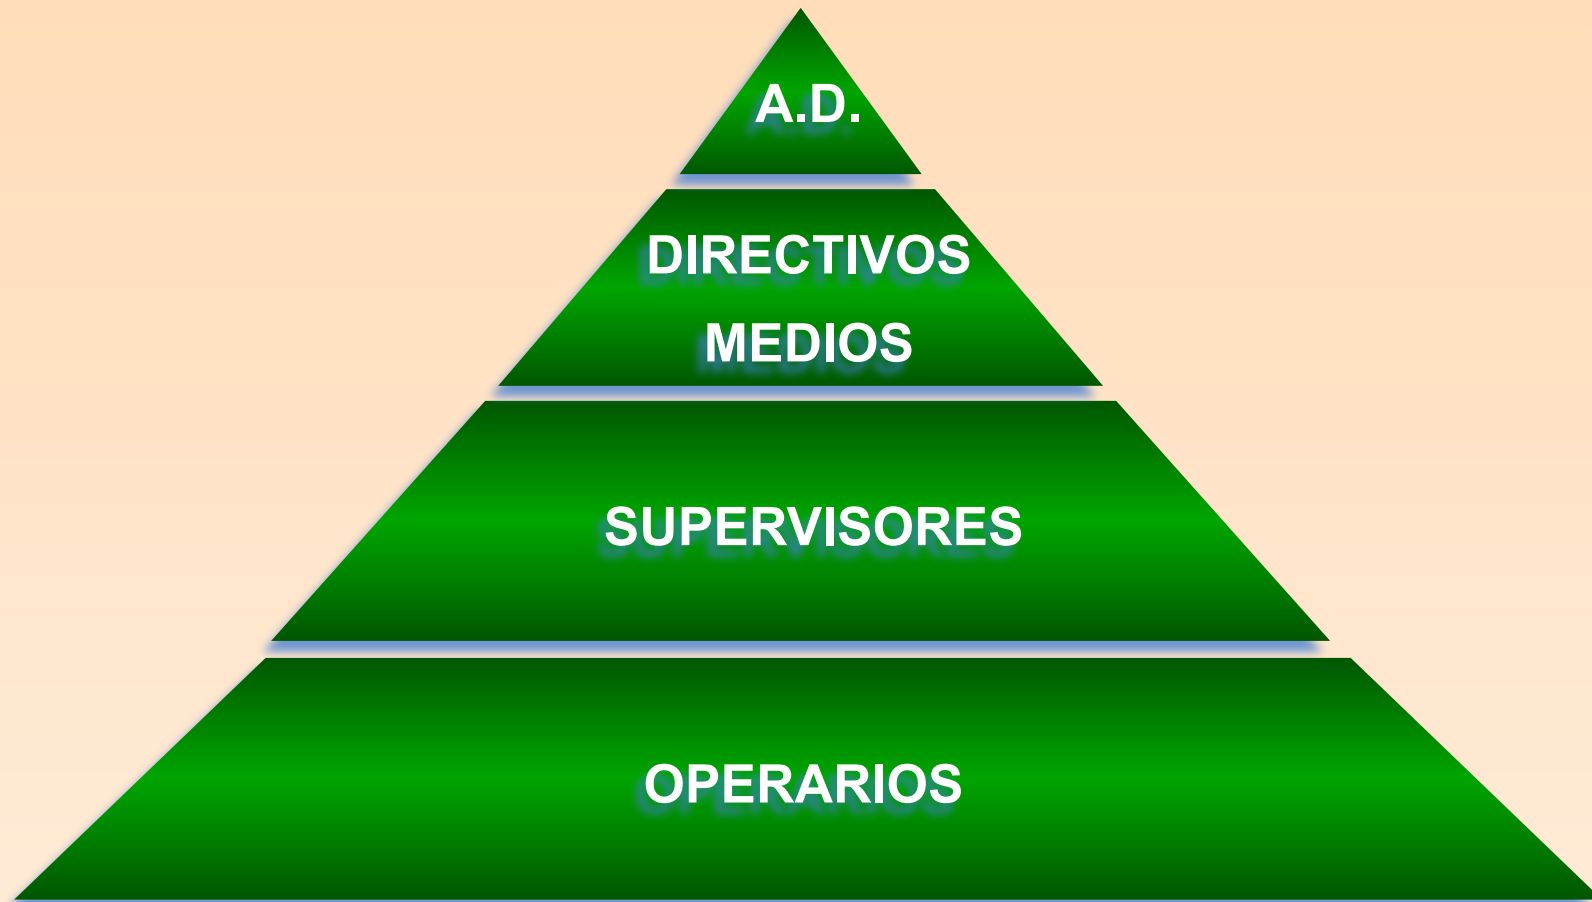 A.D.
DIRECTIVOS
MEDIOS
SUPERVISORES
OPERARIOS